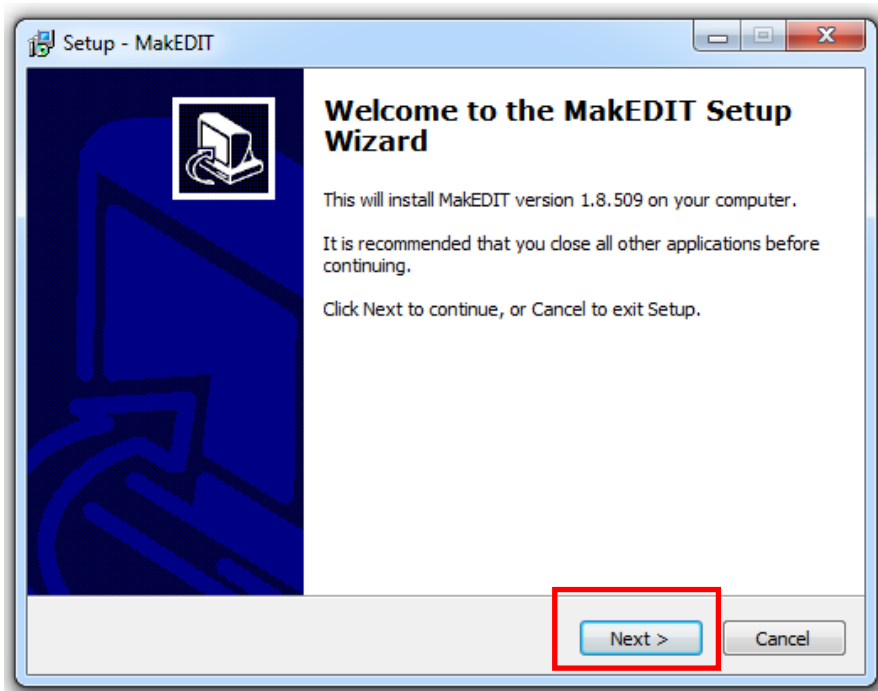 Setup - MakEDIT
Welcome to the MakEDIT Setup
Wizard
This will install MakEDIT version 1.8.509 on your computer.
It is recommended that you close all other applications before
continuing.
Click Next to continue, or Cancel to exit Setup.
Next >
Cancel